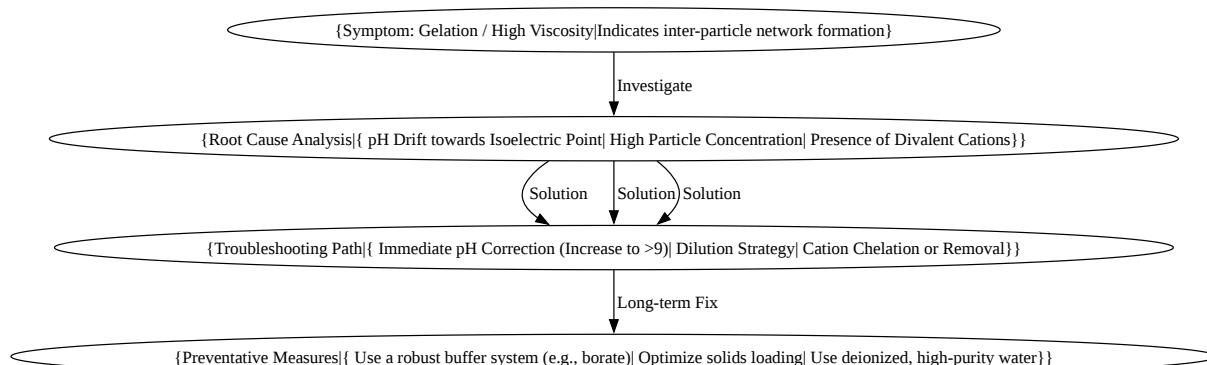 {Symptom: Gelation / High Viscosity|Indicates inter-particle network formation}
Investigate
{Root Cause Analysis|{ pH Drift towards Isoelectric Point| High Particle Concentration| Presence of Divalent Cations}}
Solution Solution Solution
{Troubleshooting Path|{ Immediate pH Correction (Increase to >9)| Dilution Strategy| Cation Chelation or Removal}}
Long-term Fix
{Preventative Measures|{ Use a robust buffer system (e.g., borate)| Optimize solids loading| Use deionized, high-purity water}}